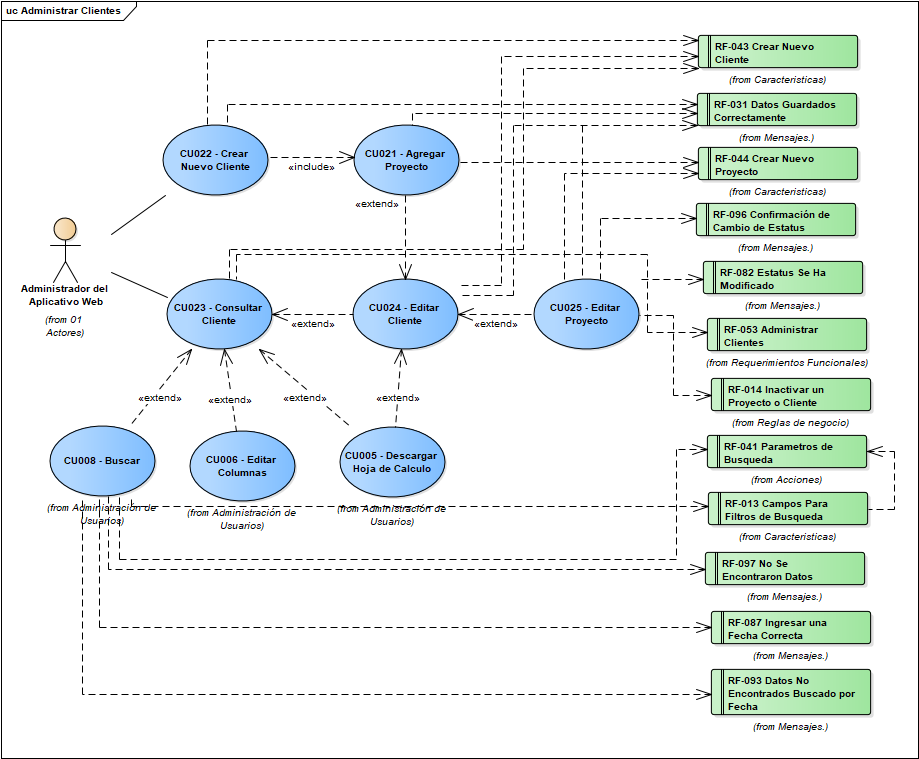 uc Administrar Clientes
RF-043 Crear Nuevo
Cliente
(from Caracteristicas)
RF-031 Datos Guardados
Correctamente
(from Mensajes.)
CU022 - Crear
Nuevo Cliente
«include»
CU021 - Agregar
Proyecto
RF-044 Crear Nuevo
Proyecto
(from Caracteristicas)
«extend»
RF-096 Confirmación de
Cambio de Estatus
(from Mensajes.)
Administrador del
Aplicativo Web
(from 01
Actores)
RF-082 Estatus Se Ha
Modificado
(from Mensajes.)
CU023 - Consultar
Cliente
«extend»
CU024 - Editar
Cliente
«extend»
CU025 - Editar
Proyecto
RF-053 Administrar
Clientes
(from Requerimientos Funcionales)
RF-014 Inactivar un
Proyecto o Cliente
(from Reglas de negocio)
«extend»
«extend»
«extend»
«extend»
CU008 - Buscar
(from Administración de
Usuarios)
CU006 - Editar
Columnas
(from Administración de
Usuarios)
CU005 - Descargar
Hoja de Calculo
(from Administración de
Usuarios)
RF-041 Parametros de
Busqueda
(from Acciones)
RF-013 Campos Para
Filtros de Busqueda
(from Caracteristicas)
RF-097 No Se
Encontraron Datos
(from Mensajes.)
RF-087 Ingresar una
Fecha Correcta
(from Mensajes.)
RF-093 Datos No
Encontrados Buscado por
Fecha
(from Mensajes.)